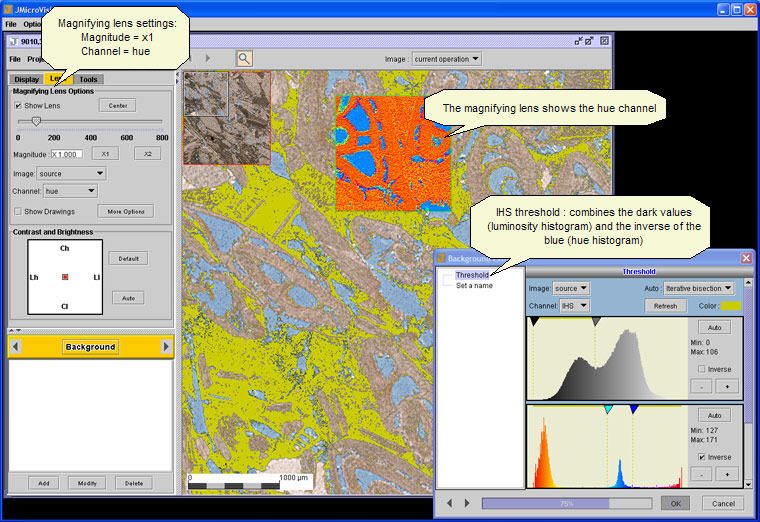 JMicroVisi
File Optio
Magnifying lens settings:
Magnitude = x1
Channel = hue
9010,
File Proj
Image : current operation
Display Tools
Magnifying Lens Options
Show Lens Center
0 200 400 600 800
Magnitude : X 1.000 X1 X2
Image: source
Channel: hue
Show Drawings More Options
Contrast and Brightness
Ch
Lh Ll
Cl
Default
Auto
Background
Add Modify Delete
0 1000 µm
The magnifying lens shows the hue channel
IHS threshold : combines the dark values
(luminosity histogram) and the inverse of the
blue (hue histogram)
Background
Threshold
Set a name
Threshold
Image: source Auto : Iterative bisection
Channel: IHS Refresh Color :
Auto
Min: 0
Max: 106
Inverse
- +
Auto
Min: 127
Max: 171
Inverse
- +
75%
OK Cancel